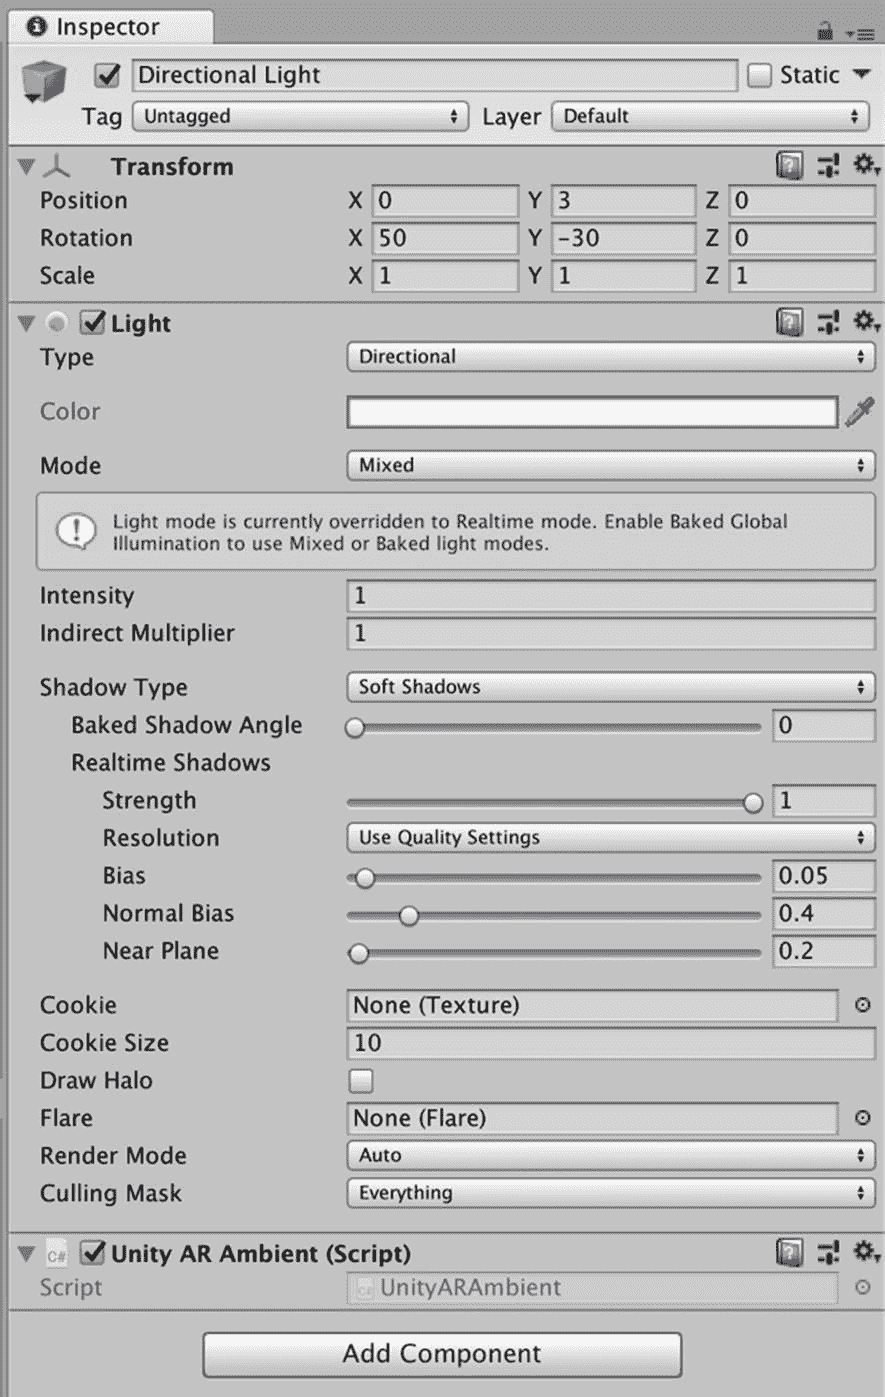 Inspector
Directional Light Static
Tag Untagged Layer Default
Transform
Position X 0 Y 3 Z 0
Rotation X 50 Y -30 Z 0
Scale X 1 Y 1 Z 1
Light
Type Directional
Color
Mode Mixed
Light mode is currently overridden to Realtime mode. Enable Baked Global
Illumination to use Mixed or Baked light modes.
Intensity 1
Indirect Multiplier 1
Shadow Type Soft Shadows
Baked Shadow Angle 0
Realtime Shadows
Strength 1
Resolution Use Quality Settings
Bias 0.05
Normal Bias 0.4
Near Plane 0.2
Cookie None (Texture)
Cookie Size 10
Draw Halo
Flare None (Flare)
Render Mode Auto
Culling Mask Everything
C# Unity AR Ambient (Script)
Script C# UnityARAmbient
Add Component